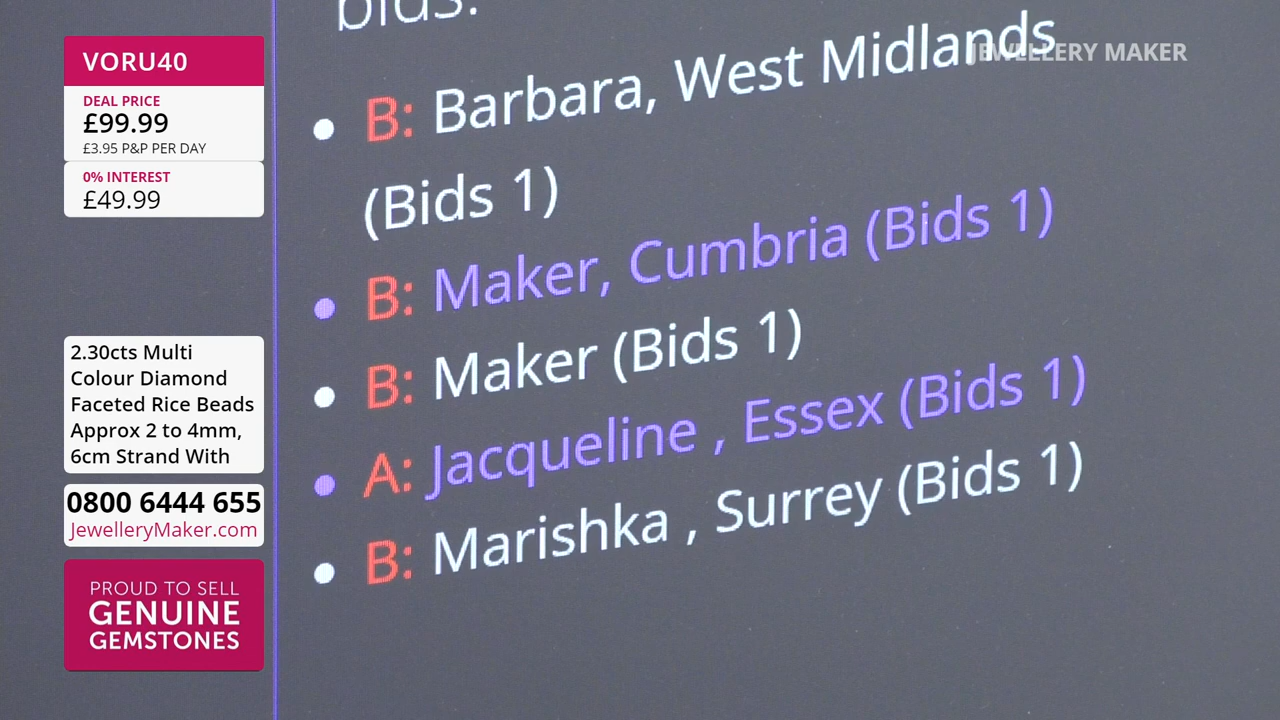 VORU40
DEAL PRICE
£99.99
£3.95 P&P PER DAY
0% INTEREST
£49.99
2.30cts Multi
Colour Diamond
Faceted Rice Beads
Approx 2 to 4mm,
6cm Strand With
0800 6444 655
JewelleryMaker.com
PROUD TO SELL
GENUINE
GEMSTONES
JEWELLERY MAKER
bids:
B: Barbara, West Midlands
(Bids 1)
B: Maker, Cumbria (Bids 1)
B: Maker (Bids 1)
A: Jacqueline , Essex (Bids 1)
B: Marishka , Surrey (Bids 1)